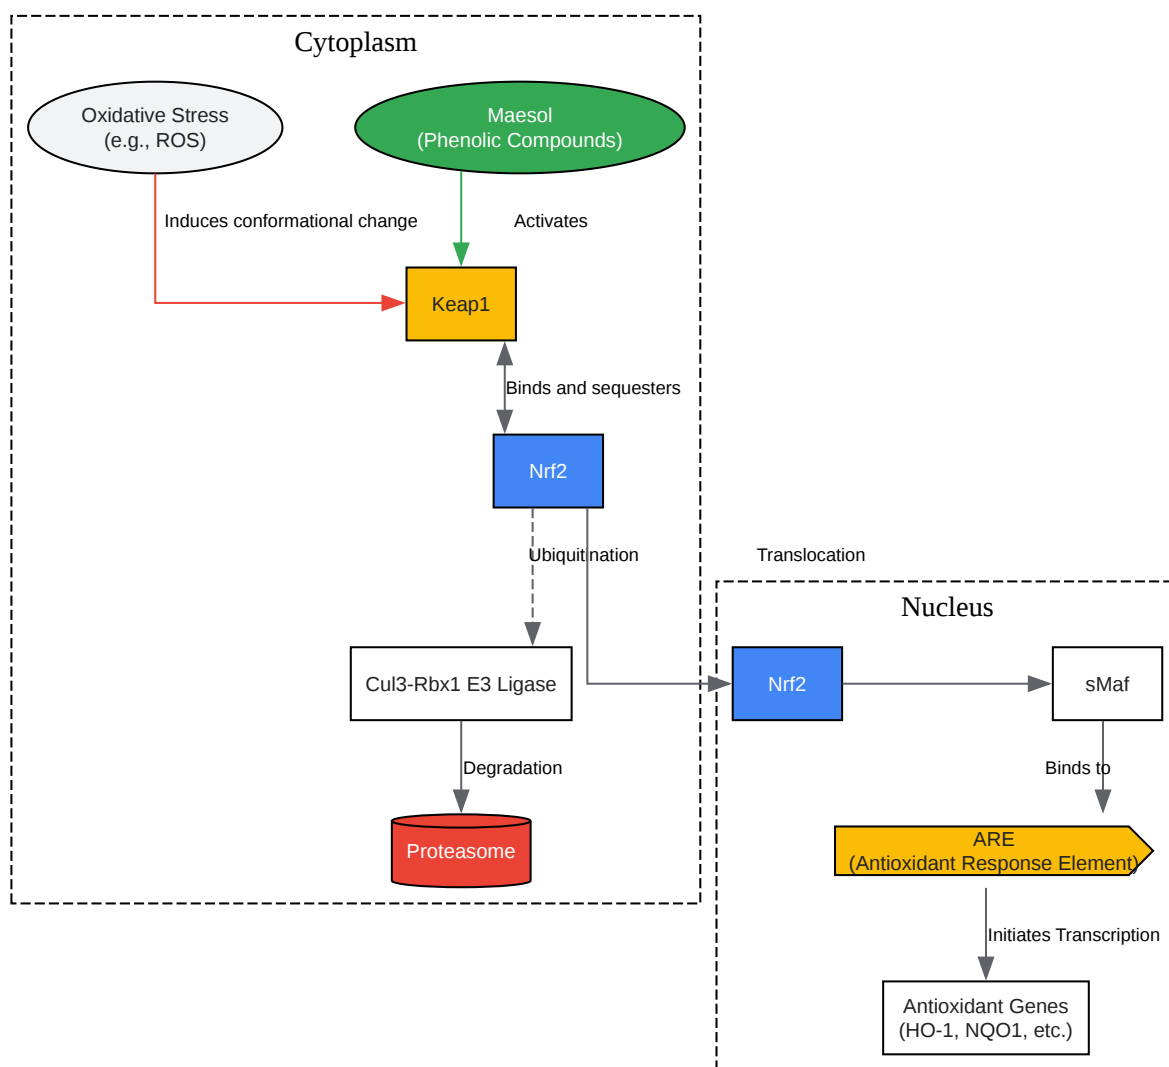 Cytoplasm
Oxidative Stress
(e.g., ROS)
Maesol
(Phenolic Compounds)
Induces conformational change
Activates
Keap1
Binds and sequesters
Nrf2
Ubiquitination
Translocation
Nucleus
Cul3-Rbx1 E3 Ligase
Nrf2
sMaf
Degradation
Binds to
Proteasome
ARE
(Antioxidant Response Element)
Initiates Transcription
Antioxidant Genes
(HO-1, NQO1, etc.)